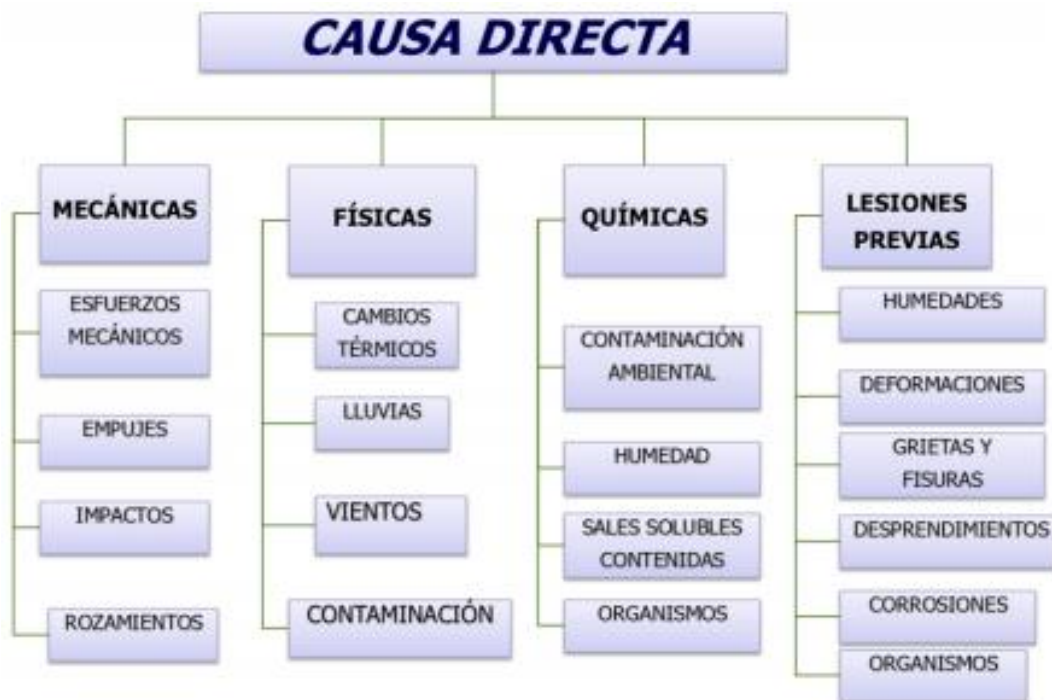 CAUSA DIRECTA
MECÁNICAS
ESFUERZOS
MECÁNICOS
EMPUJES
IMPACTOS
ROZAMIENTOS
FÍSICAS
CAMBIOS
TÉRMICOS
LLUVIAS
VIENTOS
CONTAMINACIÓN
QUÍMICAS
CONTAMINACIÓN
AMBIENTAL
HUMEDAD
SALES SOLUBLES
CONTENIDAS
ORGANISMOS
LESIONES
PREVIAS
HUMEDADES
DEFORMACIONES
GRIETAS Y
FISURAS
DESPRENDIMIENTOS
CORROSIONES
ORGANISMOS